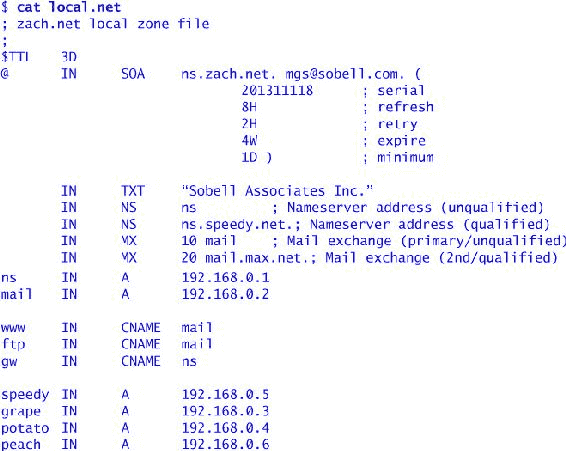 $ cat local.net
; zach.net local zone file
;
$TTL    3D
@       IN      SOA     ns.zach.net. mgs@sobell.com. (
                                201311118      ; serial
                                8H             ; refresh
                                2H             ; retry
                                4W             ; expire
                                1D )           ; minimum

        IN      TXT     “Sobell Associates Inc.”
        IN      NS      ns          ; Nameserver address (unqualified)
        IN      NS      ns.speedy.net.; Nameserver address (qualified)
        IN      MX      10 mail     ; Mail exchange (primary/unqualified)
        IN      MX      20 mail.max.net.; Mail exchange (2nd/qualified)
ns      IN      A       192.168.0.1
mail    IN      A       192.168.0.2

www     IN      CNAME   mail
ftp     IN      CNAME   mail
gw      IN      CNAME   ns

speedy  IN      A       192.168.0.5
grape   IN      A       192.168.0.3
potato  IN      A       192.168.0.4
peach   IN      A       192.168.0.6